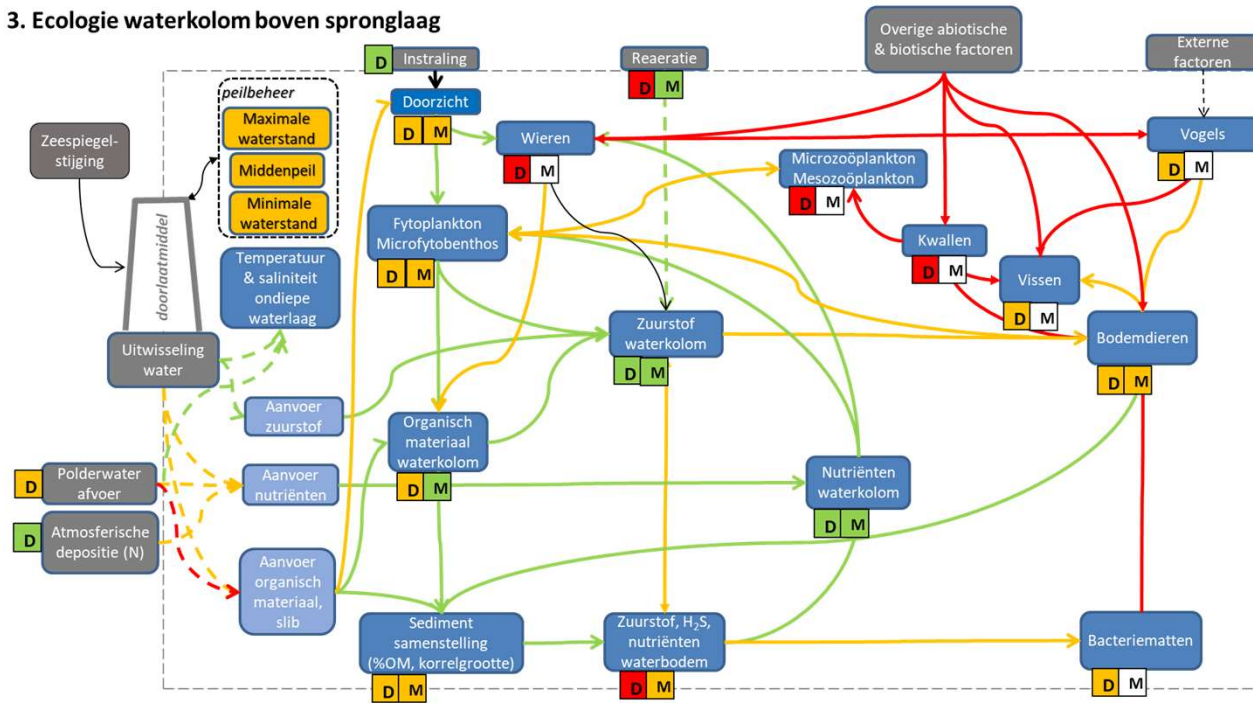 3. Ecologie waterkolom boven spronglaag
D
Instraling
Reaeratie
D M
Overige abiotische
& biotische factoren
Externe
factoren
peilbeheer
Maximale
waterstand
Middenpeil
Minimale
waterstand
Zeespiegel-
stijging
doorlaatmiddel
Doorzicht
D M
Wieren
D M
Microzoöplankton
Mesozoöplankton
D M
Vogels
D M
Fytoplankton
Microfytobenthos
D M
Kwallen
D M
Vissen
D M
Temperatuur
& saliniteit
ondiepe
waterlaag
Uitwisseling
water
Zuurstof
waterkolom
D M
Bodemdieren
D M
Aanvoer
zuurstof
Organisch
materiaal
waterkolom
D M
D
Polderwater
afvoer
Aanvoer
nutriënten
Nutriënten
waterkolom
D M
D
Atmosferische
depositie (N)
Aanvoer
organisch
materiaal,
slib
Sediment
samenstelling
(%OM, korrelgrootte)
D M
Zuurstof, H₂S,
nutriënten
waterbodem
D M
Bacteriematten
D M